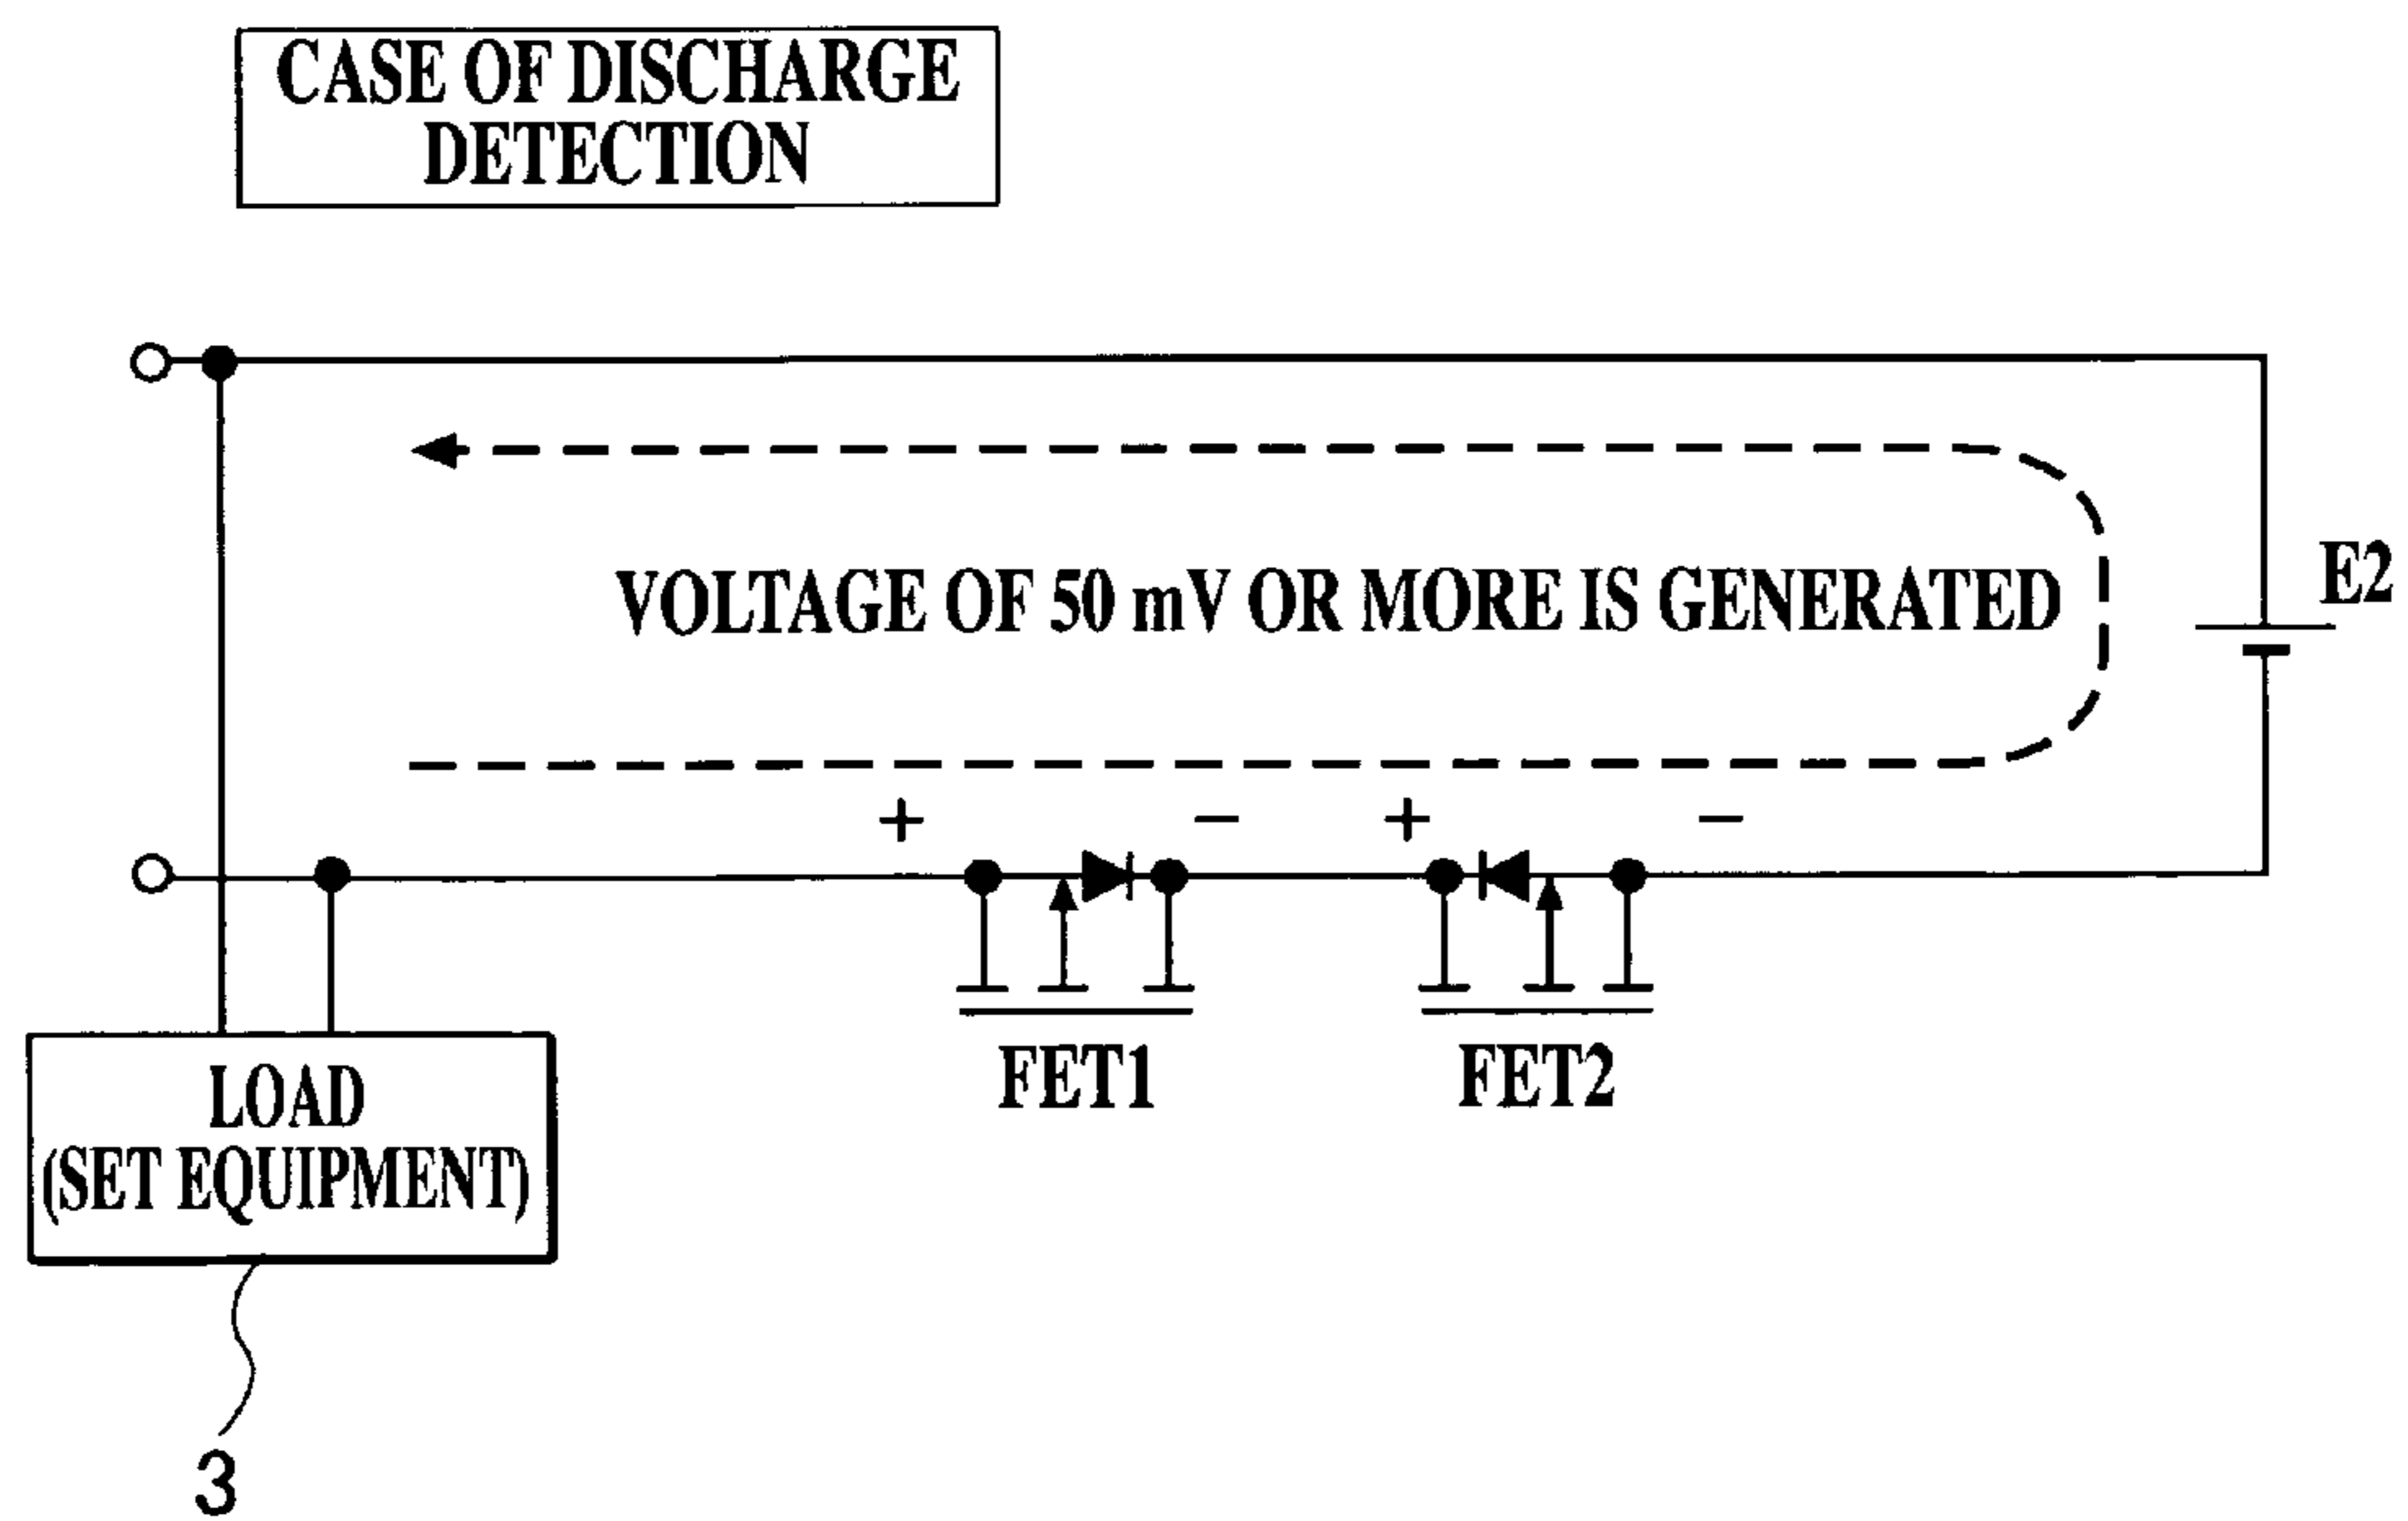 CASE OF DISCHARGE
DETECTION
VOLTAGE OF 50 mV OR MORE IS GENERATED
E2
+ − + −
FET1 FET2
LOAD
(SET EQUIPMENT)
3